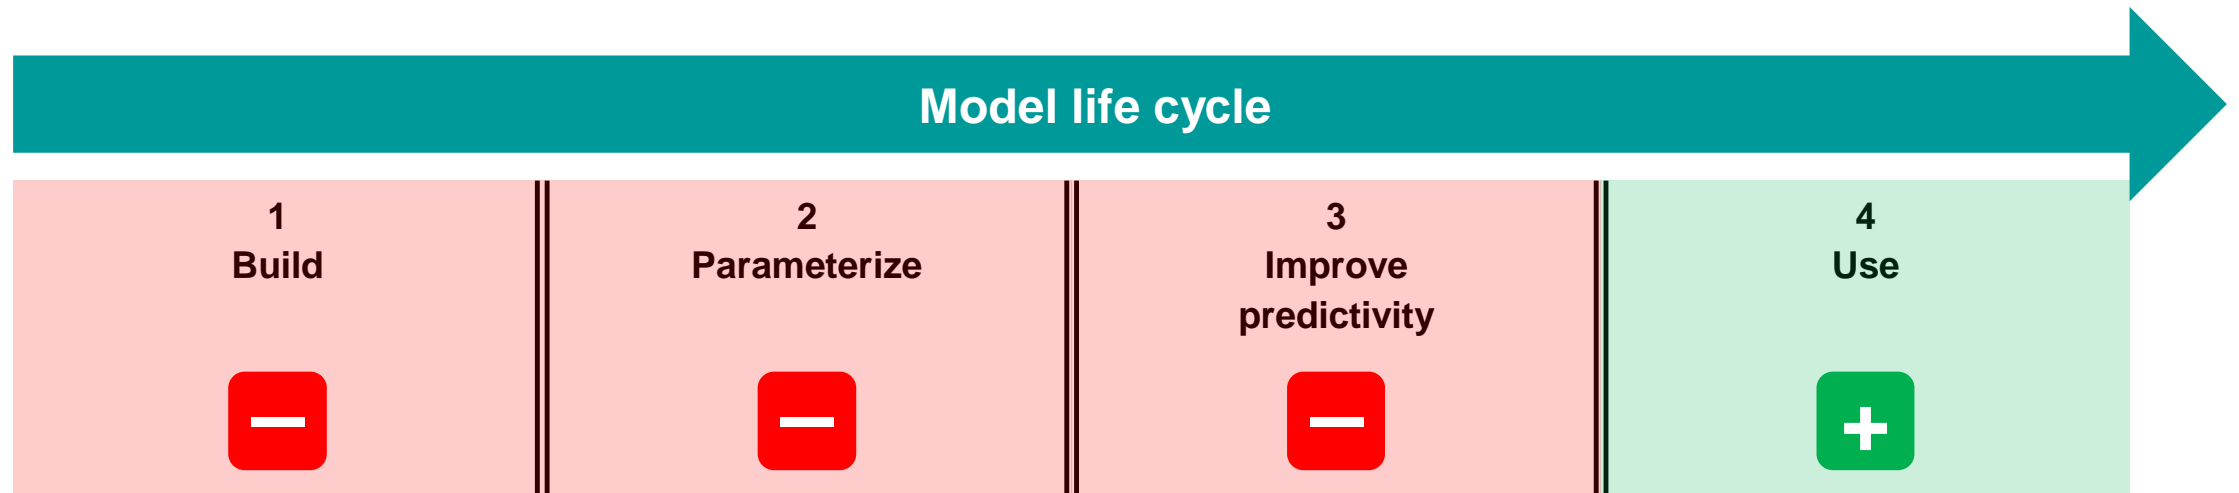 Model life cycle
1
Build
2
Parameterize
3
Improve
predictivity
4
Use